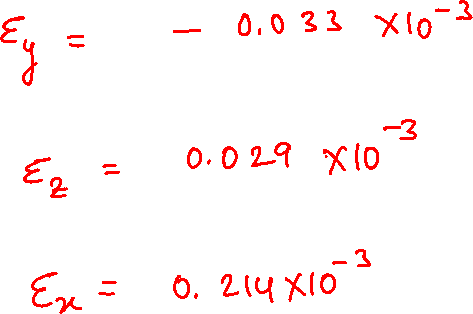 εy = - 0.033 ×10⁻³
εz = 0.029 ×10⁻³
εx = 0.214×10⁻³